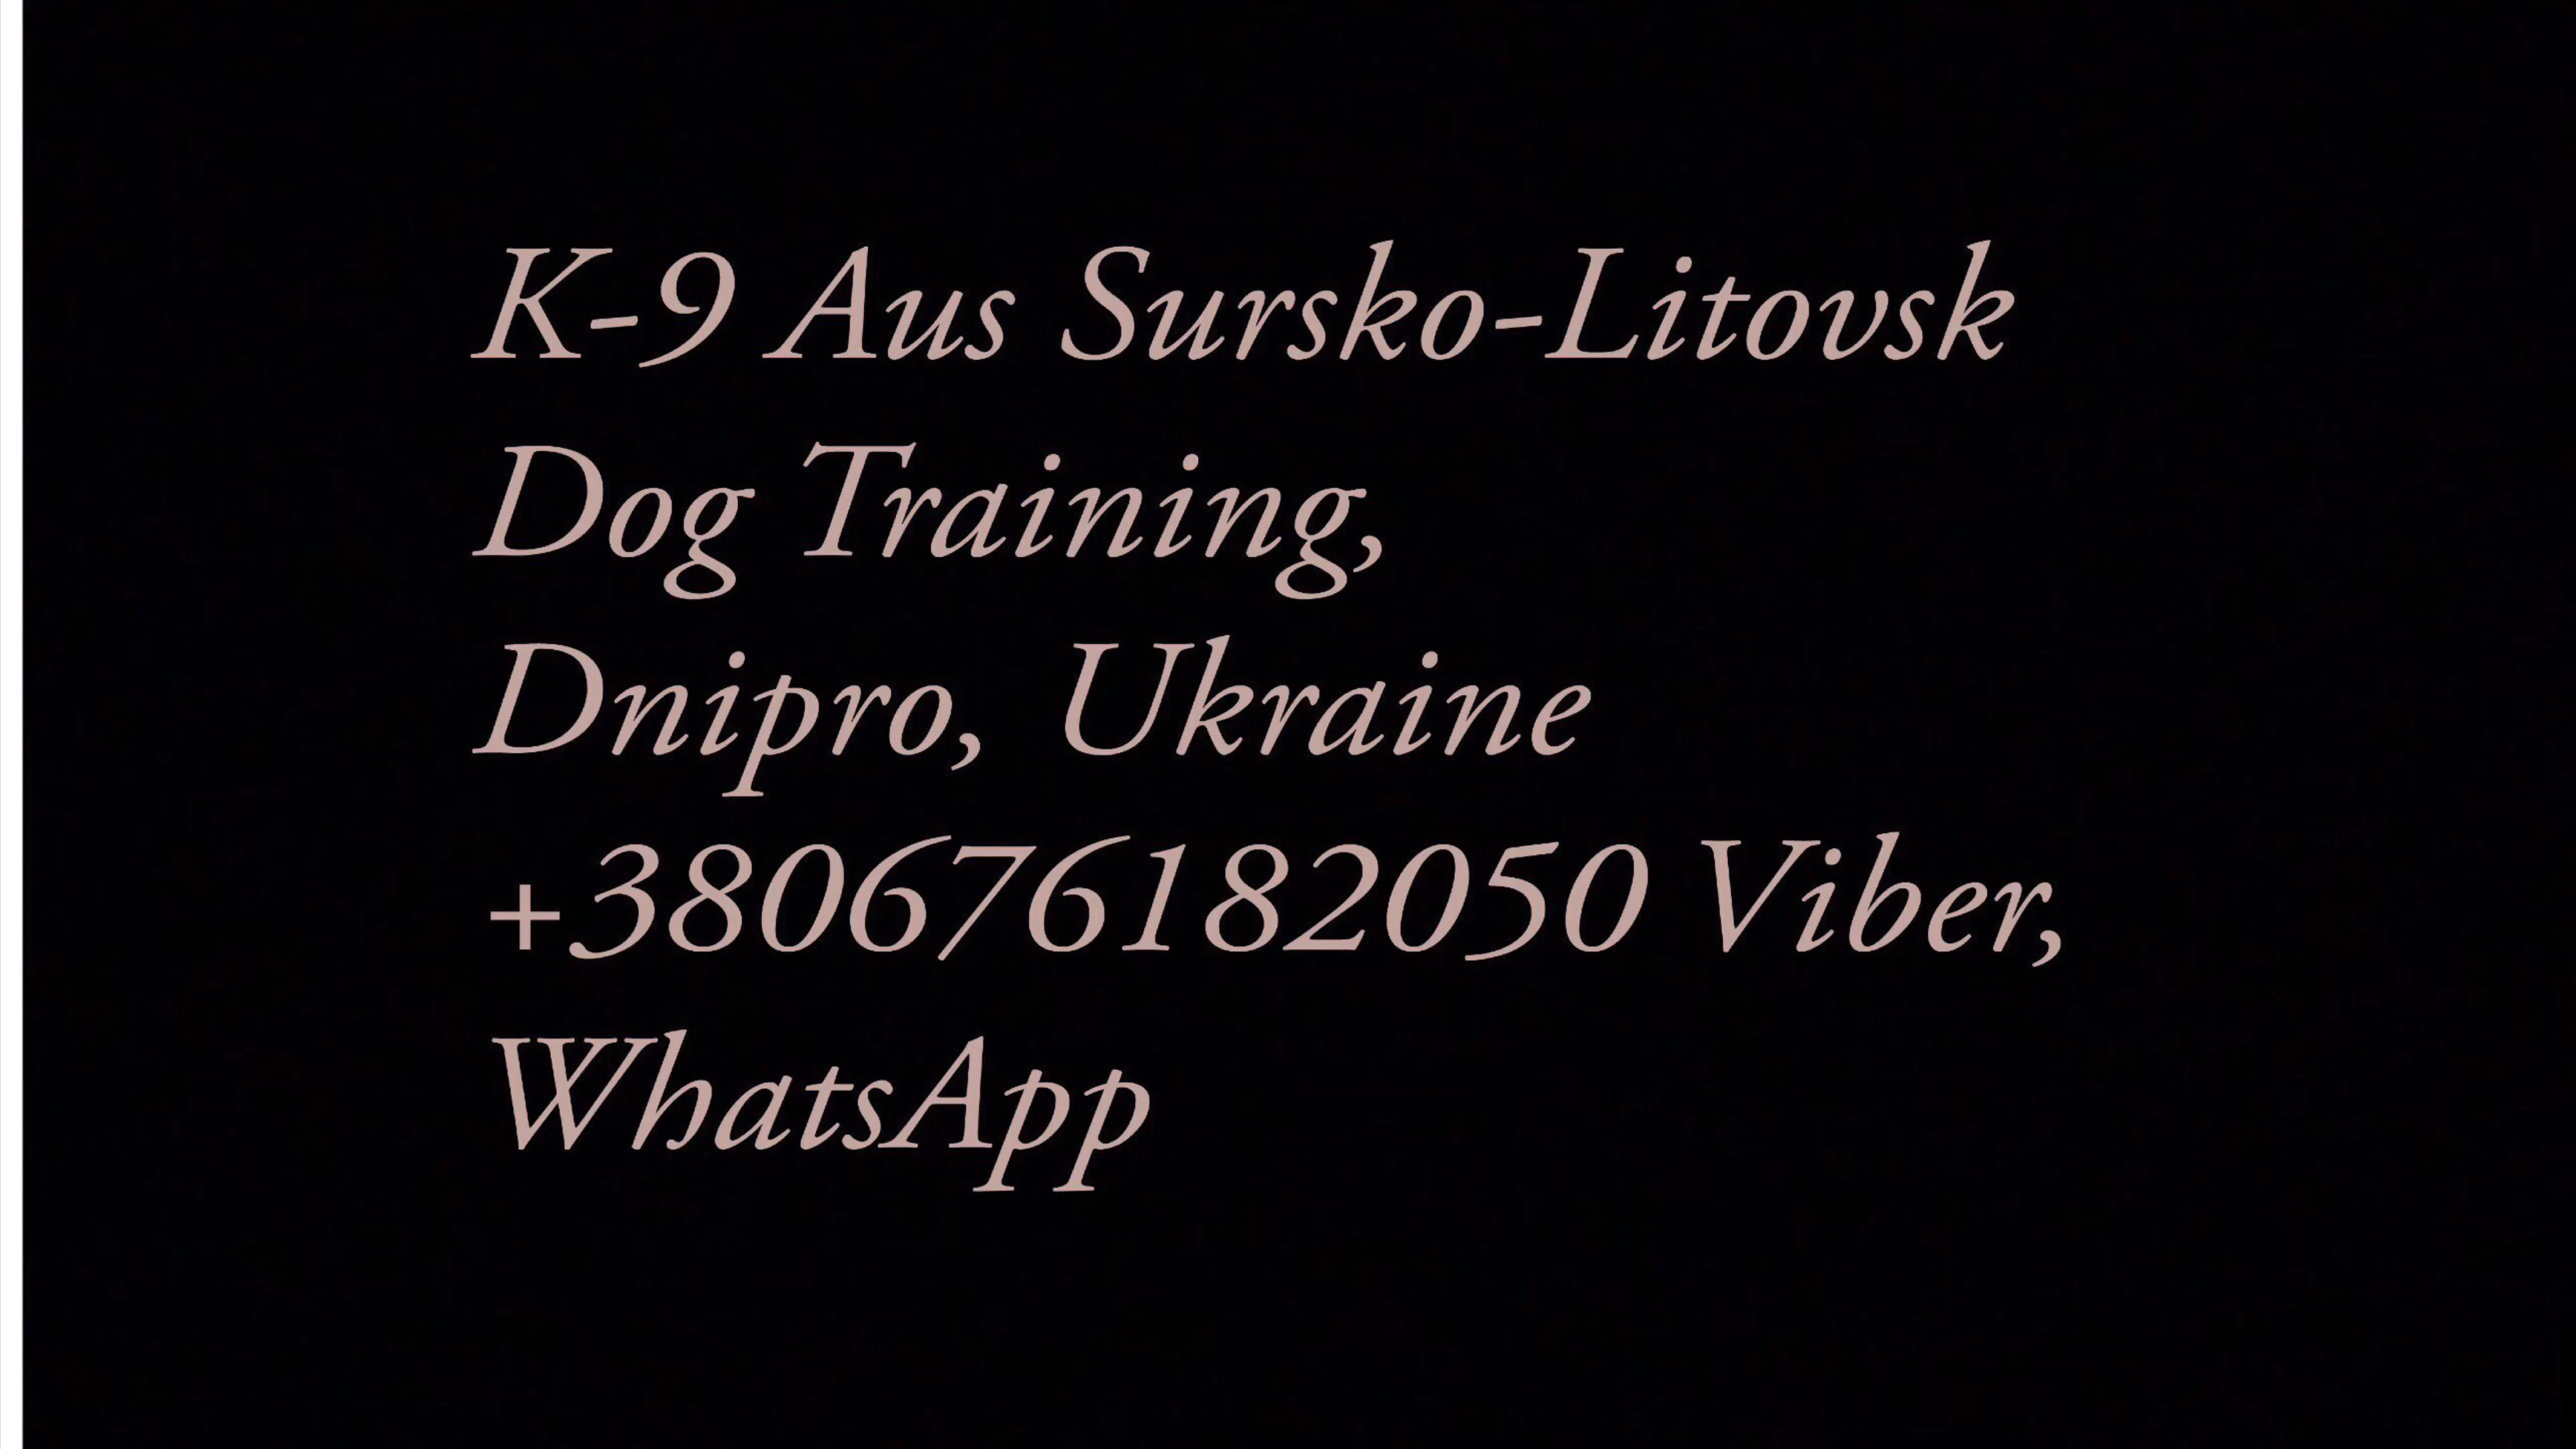 K-9 Aus Sursko-Litovsk
Dog Training,
Dnipro, Ukraine
+380676182050 Viber,
WhatsApp